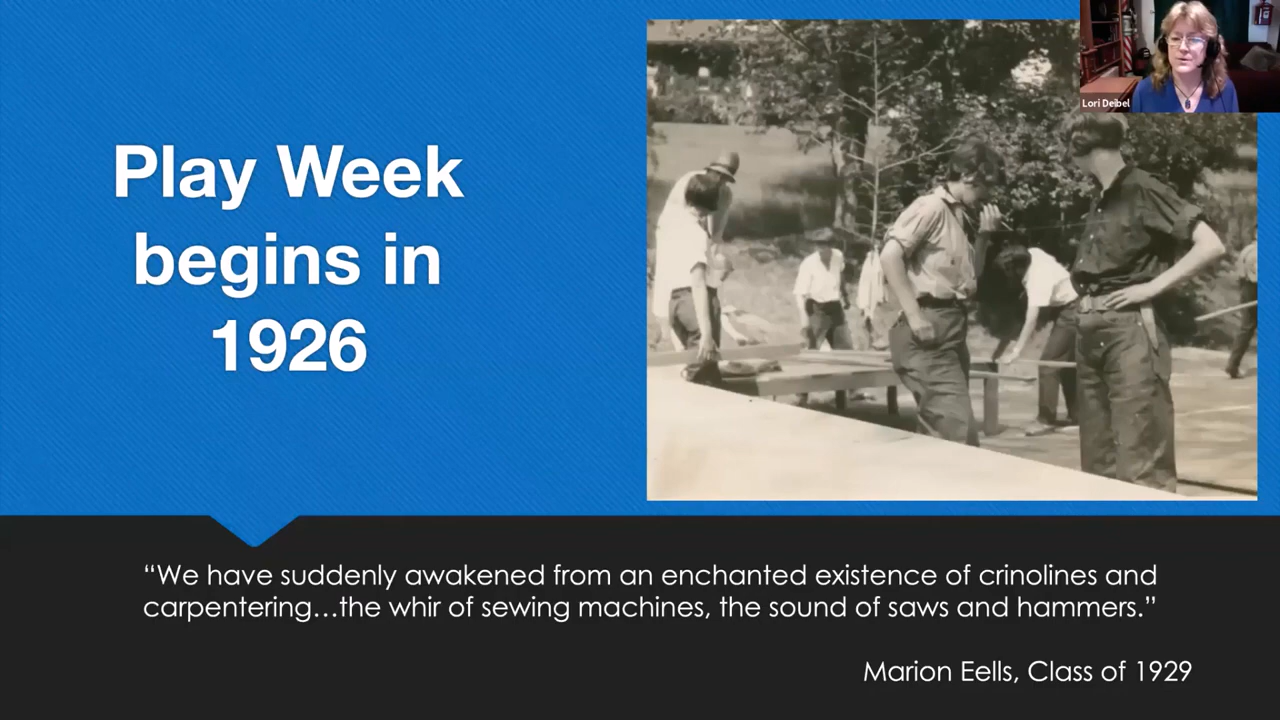 Lori Deibel
Play Week
begins in
1926
“We have suddenly awakened from an enchanted existence of crinolines and
carpentering…the whir of sewing machines, the sound of saws and hammers.”
Marion Eells, Class of 1929